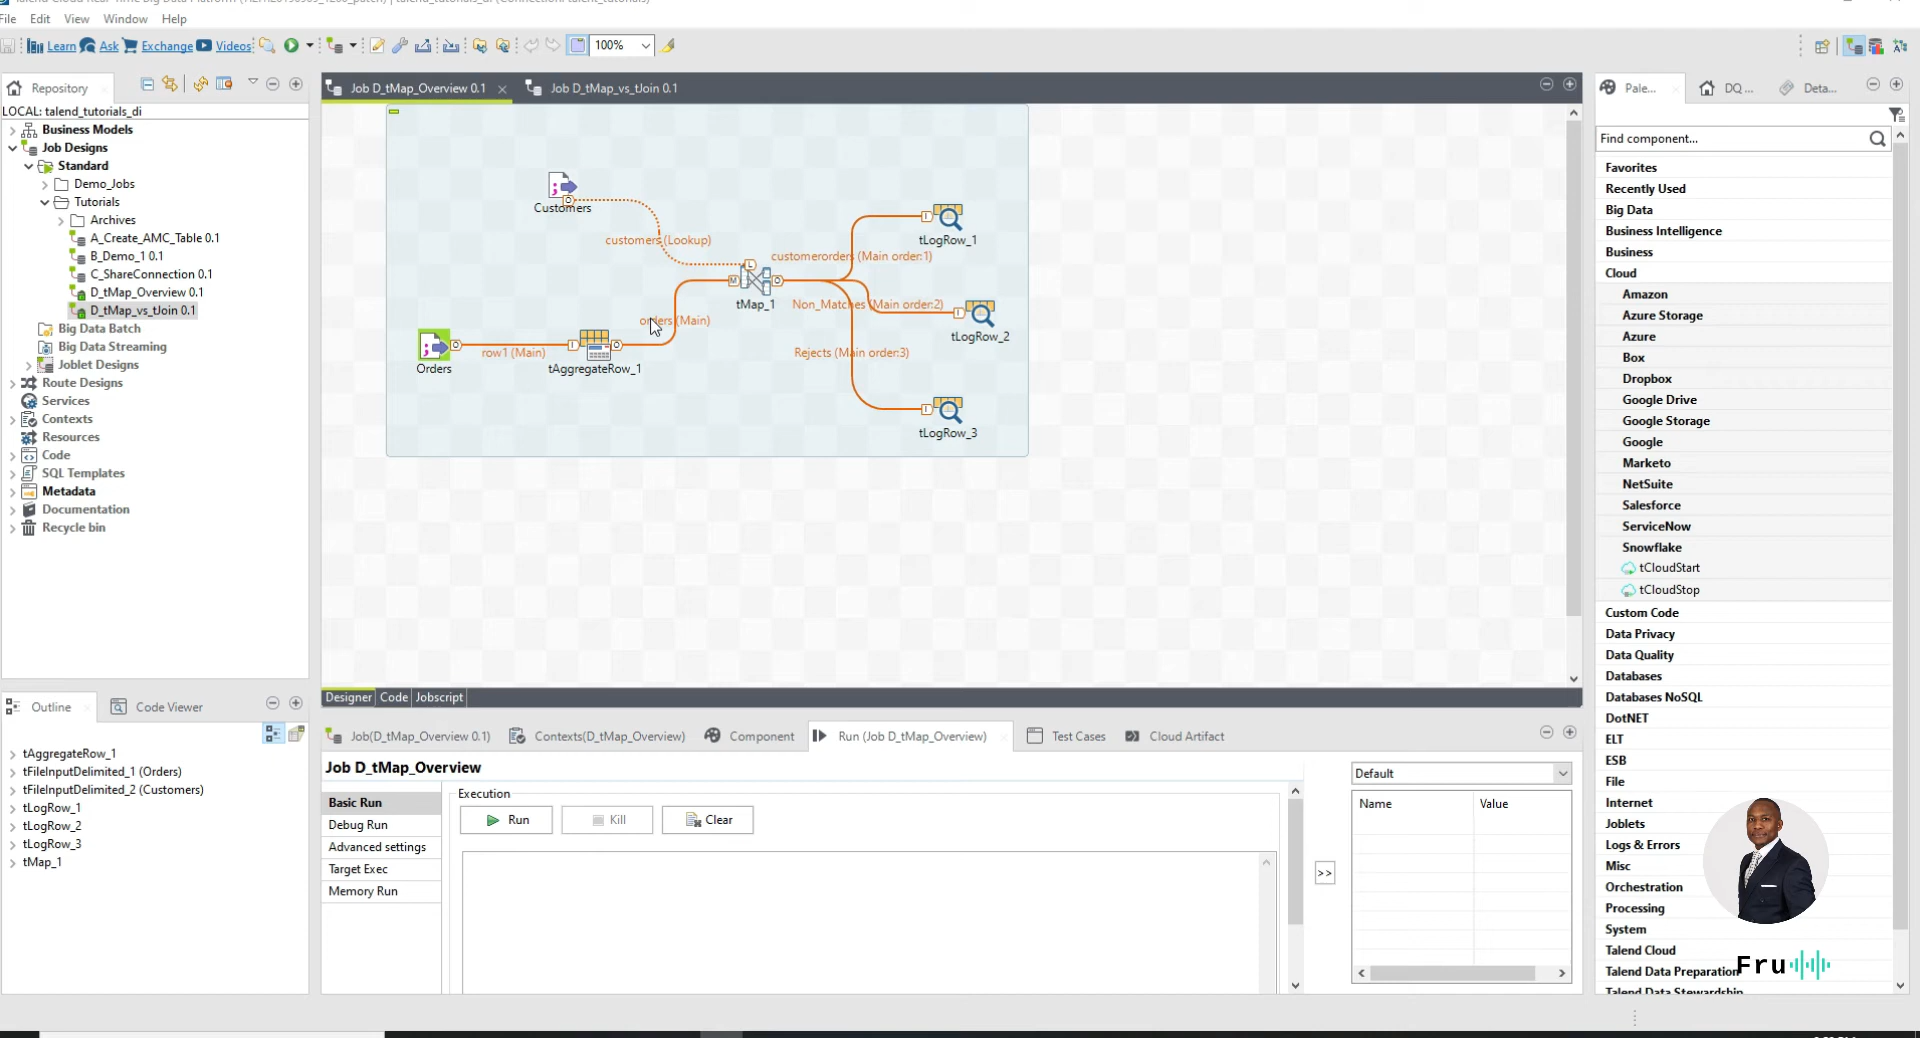 File Edit View Window Help
Learn Ask Exchange Videos 100%
Repository
LOCAL: talend_tutorials_di
Business Models
Job Designs
Standard
Demo_Jobs
Tutorials
Archives
A_Create_AMC_Table 0.1
B_Demo_1 0.1
C_ShareConnection 0.1
D_tMap_Overview 0.1
D_tMap_vs_tJoin 0.1
Big Data Batch
Big Data Streaming
Joblet Designs
Route Designs
Services
Contexts
Resources
Code
SQL Templates
Metadata
Documentation
Recycle bin
Outline
Code Viewer
tAggregateRow_1
tFileInputDelimited_1 (Orders)
tFileInputDelimited_2 (Customers)
tLogRow_1
tLogRow_2
tLogRow_3
tMap_1
Job D_tMap_Overview 0.1
Job D_tMap_vs_tJoin 0.1
Customers
customers (Lookup)
tLogRow_1
customerorders (Main order:1)
tMap_1
Non_Matches (Main order:2)
tLogRow_2
orders (Main)
row1 (Main)
Orders
tAggregateRow_1
Rejects (Main order:3)
tLogRow_3
Designer Code Jobscript
Job(D_tMap_Overview 0.1)
Contexts(D_tMap_Overview)
Component
Run (Job D_tMap_Overview)
Test Cases
Cloud Artifact
Job D_tMap_Overview
Basic Run
Debug Run
Advanced settings
Target Exec
Memory Run
Execution
Run
Kill
Clear
>>
Default
Name Value
Pale...
DQ ...
Deta...
Find component...
Favorites
Recently Used
Big Data
Business Intelligence
Business
Cloud
Amazon
Azure Storage
Azure
Box
Dropbox
Google Drive
Google Storage
Google
Marketo
NetSuite
Salesforce
ServiceNow
Snowflake
tCloudStart
tCloudStop
Custom Code
Data Privacy
Data Quality
Databases
Databases NoSQL
DotNET
ELT
ESB
File
Internet
Joblets
Logs & Errors
Misc
Orchestration
Processing
System
Talend Cloud
Talend Data Preparation
Talend Data Stewardship
Fru